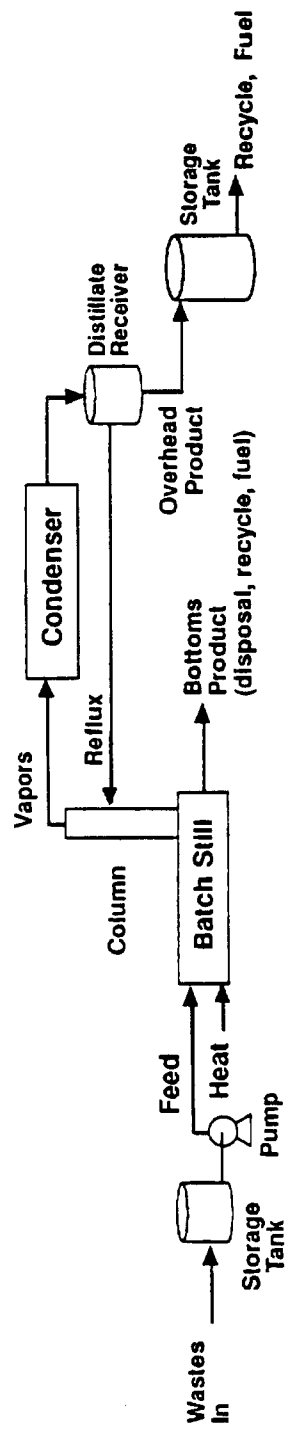 Wastes
In
Storage
Tank
Pump
Feed
Heat
Batch Still
Column
Vapors
Reflux
Condenser
Distillate
Receiver
Bottoms
Product
(disposal, recycle, fuel)
Overhead
Product
Storage
Tank
Recycle, Fuel